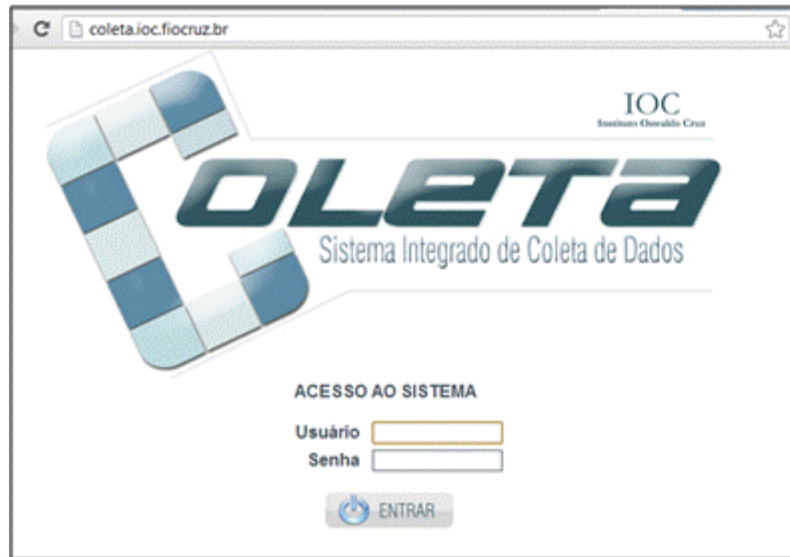 coleta.ioc.fiocruz.br
IOC
Instituto Oswaldo Cruz
COLETA
Sistema Integrado de Coleta de Dados
ACESSO AO SISTEMA
Usuário
Senha
ENTRAR